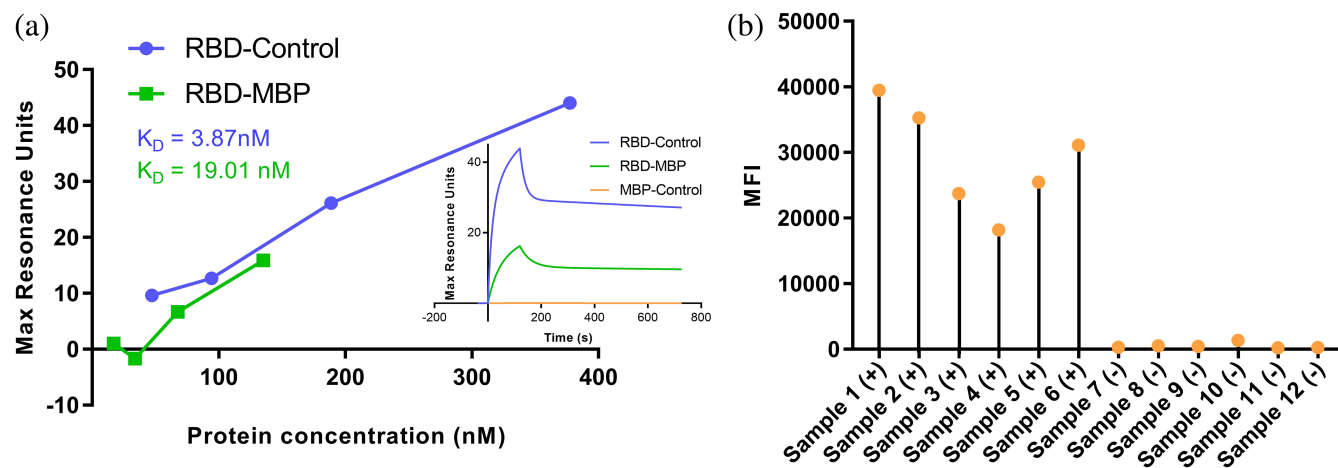 (a)
RBD-Control
RBD-MBP
K_D = 3.87nM
K_D = 19.01 nM
Max Resonance Units
50
40
30
20
10
0
-10
100
200
300
400
Protein concentration (nM)
RBD-Control
RBD-MBP
MBP-Control
Max Resonance Units
40
20
-200
200
400
600
800
Time (s)
(b)
MFI
50000
40000
30000
20000
10000
0
Sample 1 (+)
Sample 2 (+)
Sample 3 (+)
Sample 4 (+)
Sample 5 (+)
Sample 6 (+)
Sample 7 (-)
Sample 8 (-)
Sample 9 (-)
Sample 10 (-)
Sample 11 (-)
Sample 12 (-)